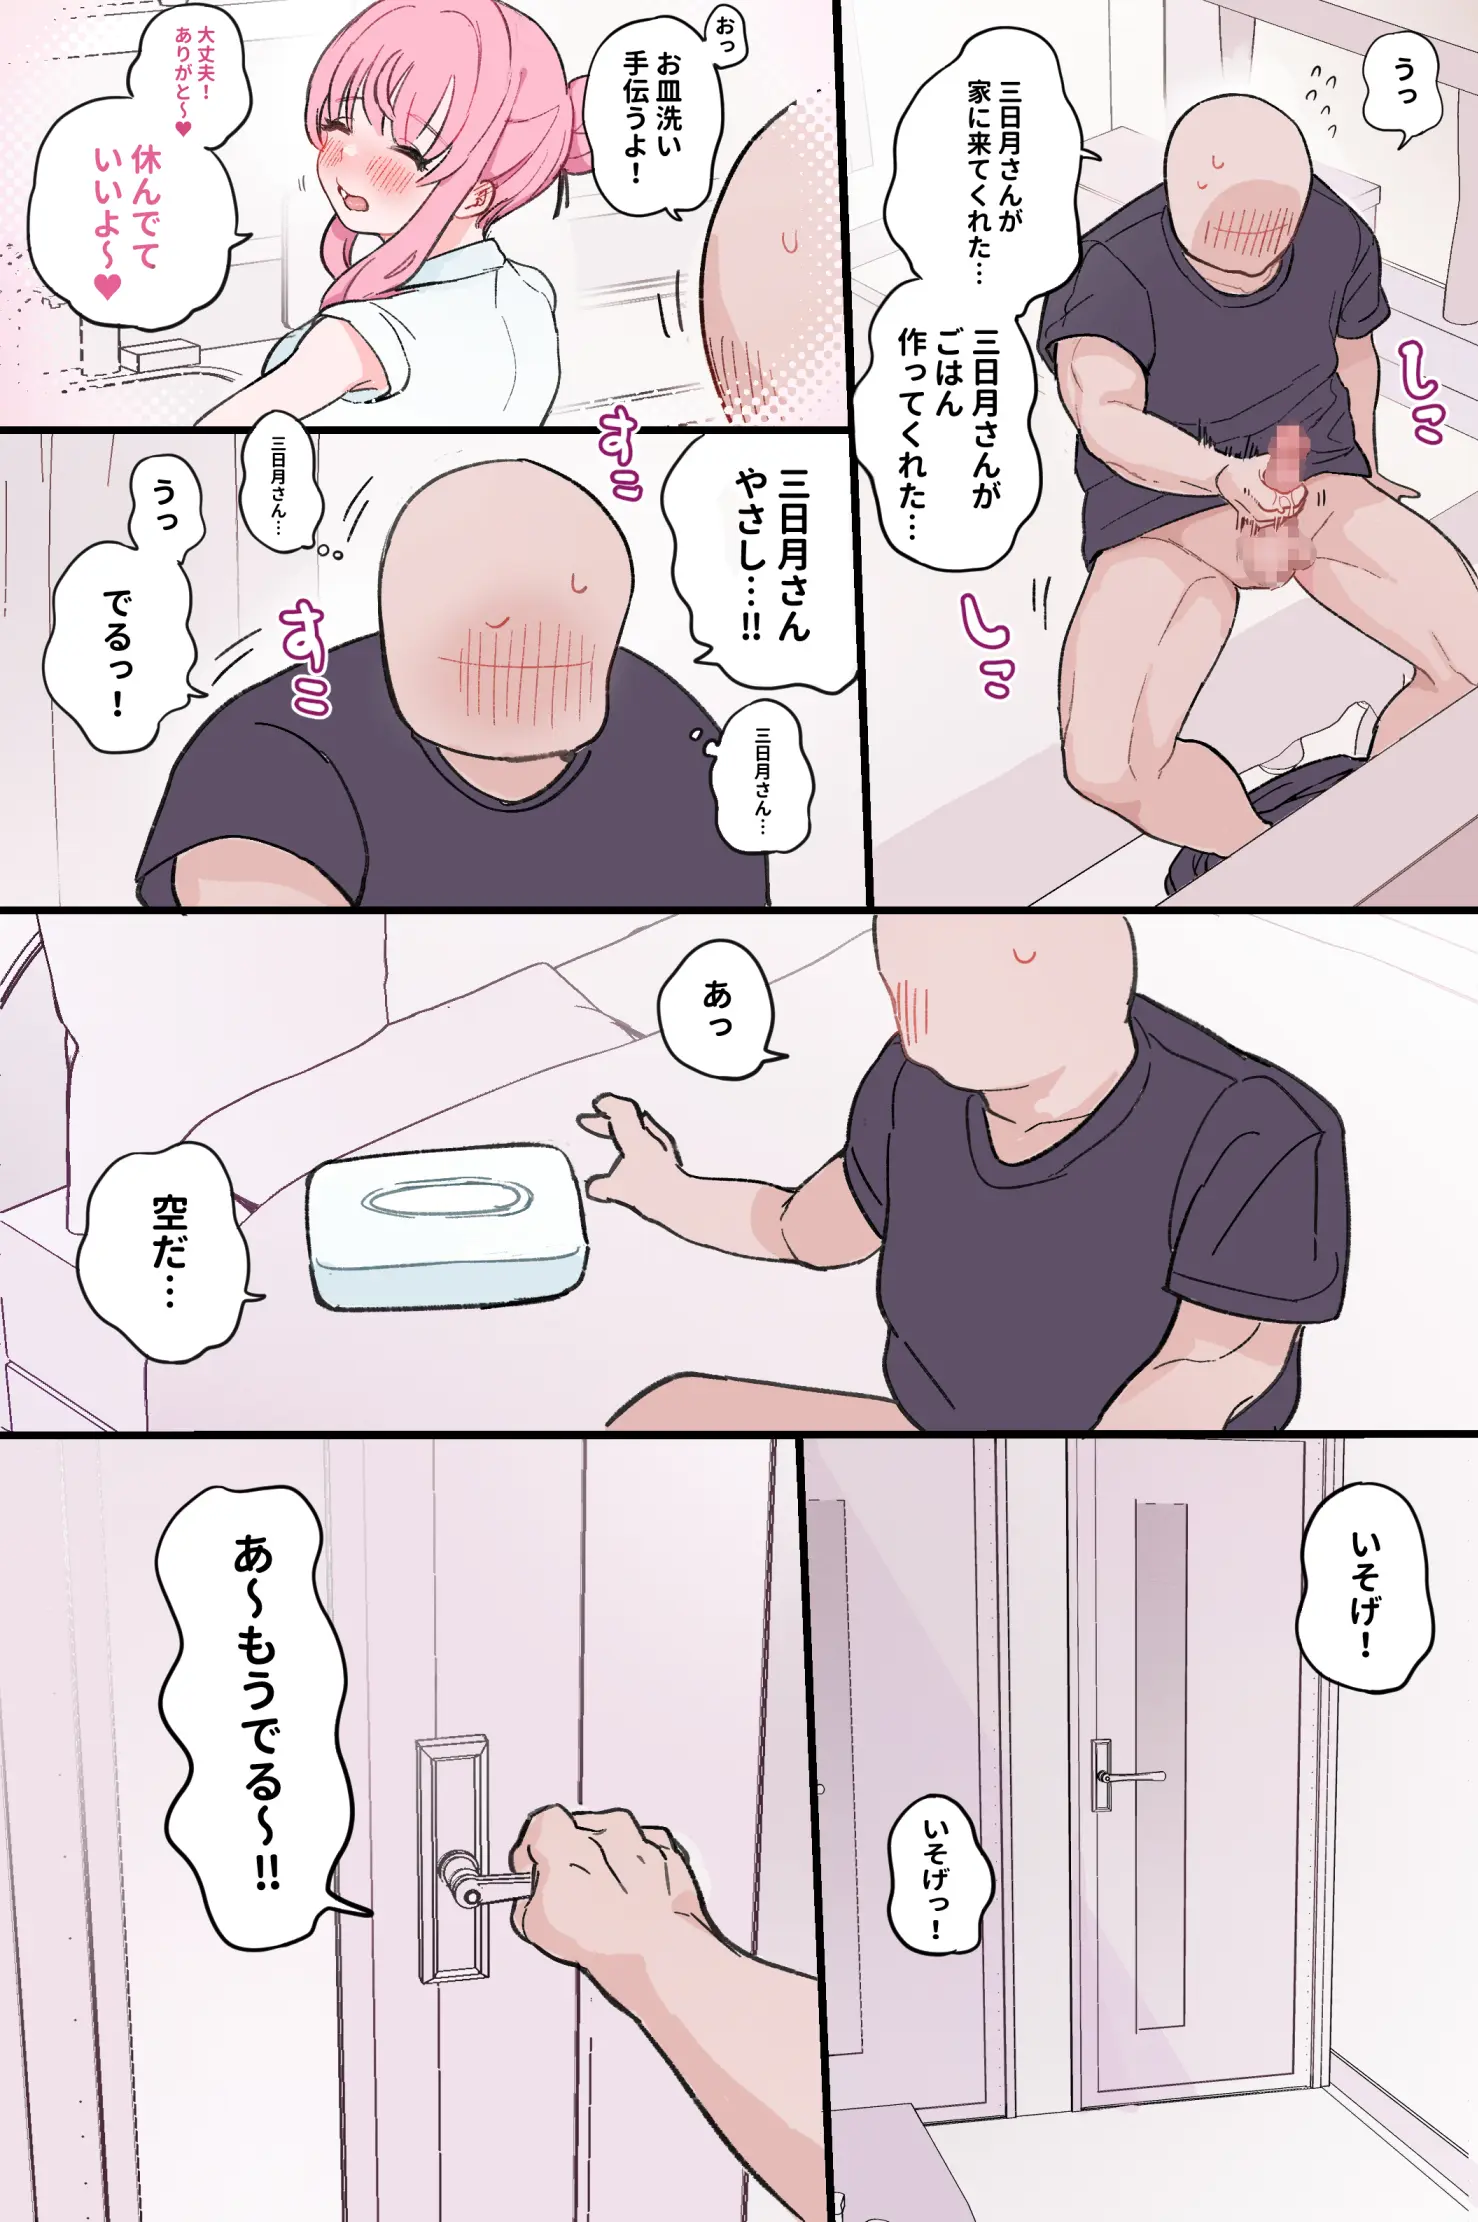 うっ
三日月さんが
家に来てくれた…
三日月さんが
ごはん
作ってくれた…
しこ
しこ
おっ
お皿洗い
手伝うよ！
大丈夫！
ありがと～♥
休んでて
いいよ～♥
三日月さん
やさし…!!
すこ
三日月さん…
三日月さん…
すこ
うっ
でるっ！
あっ
空だ…
いそげ！
いそげっ！
あ～もうでる～!!